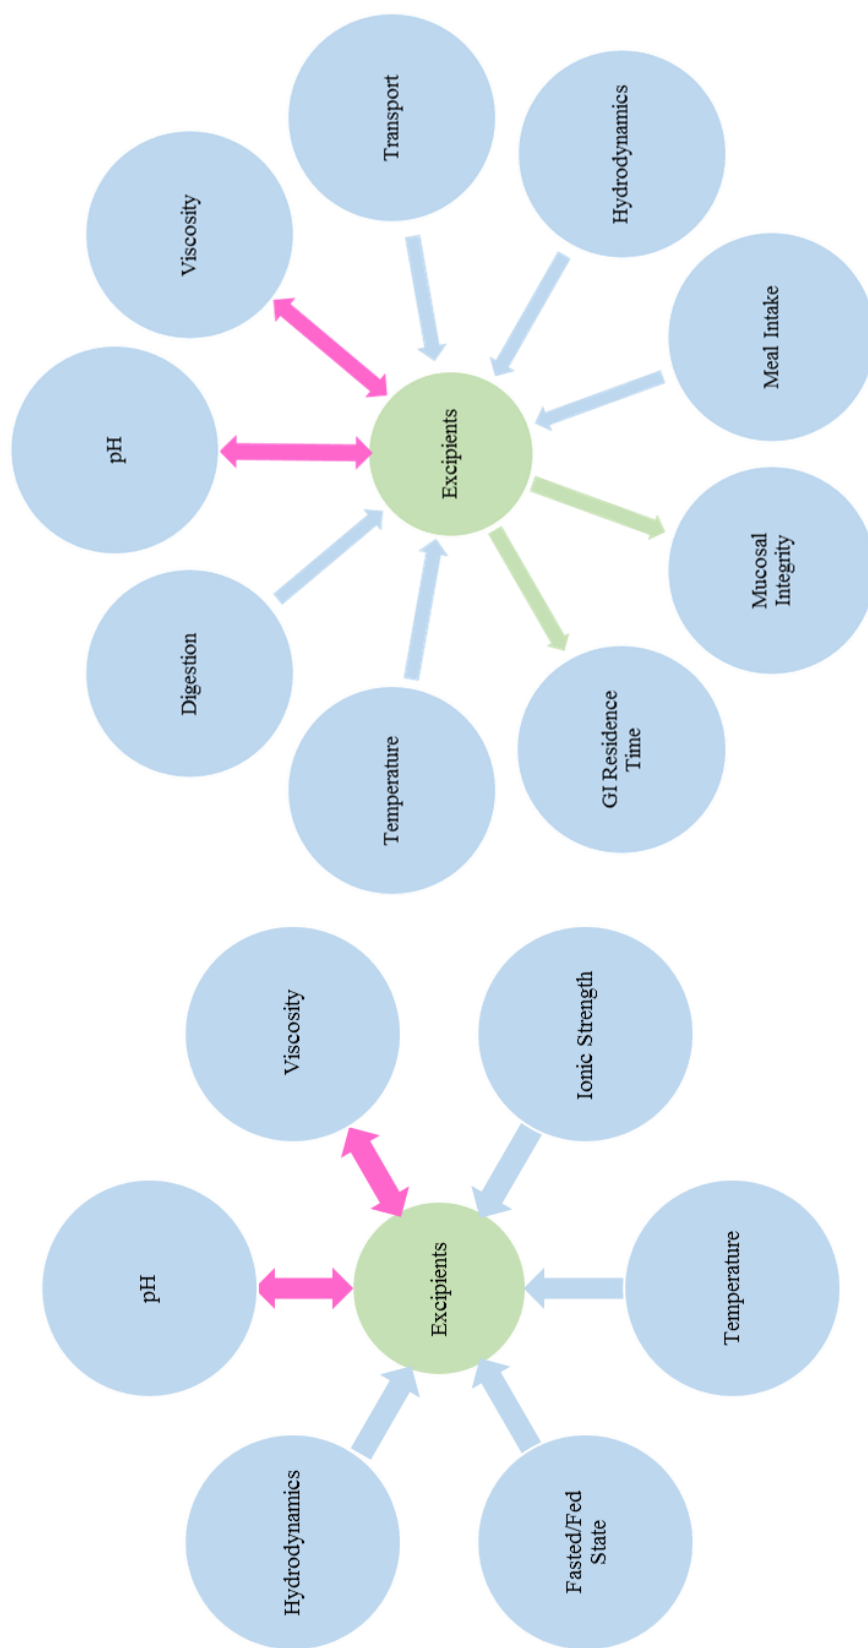 pH
Viscosity
Ionic Strength
Temperature
Fasted/Fed
State
Hydrodynamics
Excipients
pH
Viscosity
Transport
Hydrodynamics
Meal Intake
Mucosal
Integrity
GI Residence
Time
Temperature
Digestion
Excipients